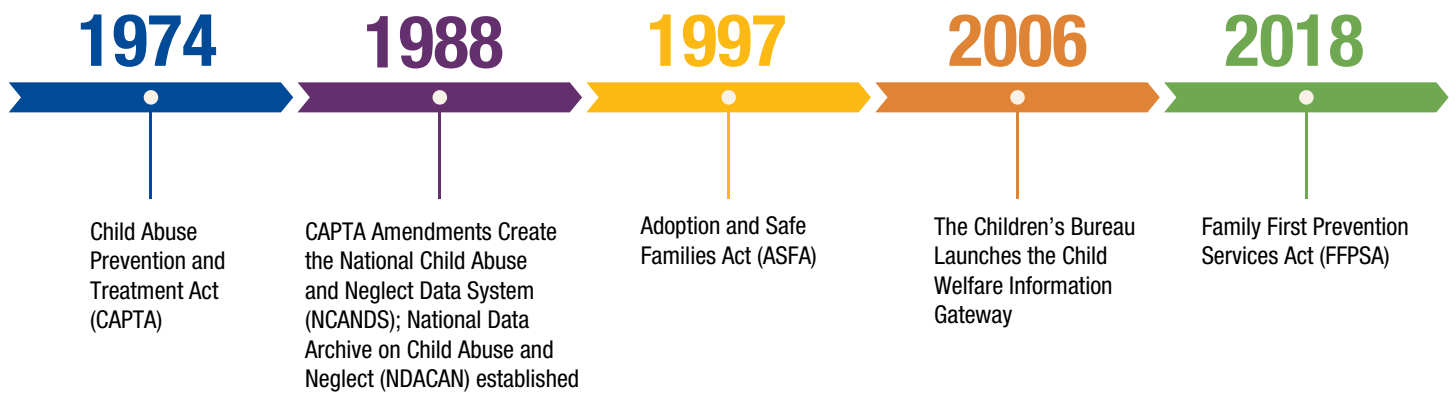 1974
Child Abuse
Prevention and
Treatment Act
(CAPTA)
1988
CAPTA Amendments Create
the National Child Abuse
and Neglect Data System
(NCANDS); National Data
Archive on Child Abuse and
Neglect (NDACAN) established
1997
Adoption and Safe
Families Act (ASFA)
2006
The Children’s Bureau
Launches the Child
Welfare Information
Gateway
2018
Family First Prevention
Services Act (FFPSA)